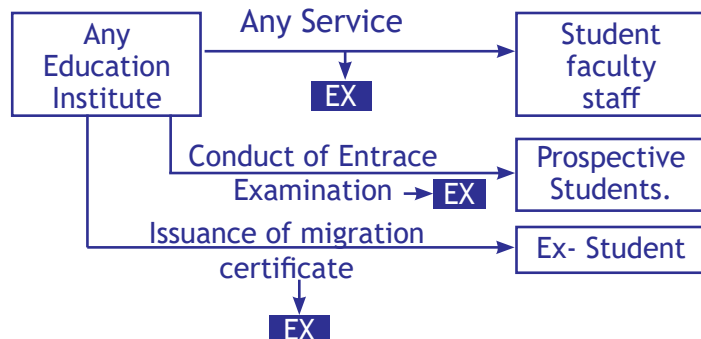 Any
Education
Institute
Any Service
EX
Student
faculty
staff
Conduct of Entrace
Examination
EX
Prospective
Students.
Issuance of migration
certificate
EX
Ex- Student